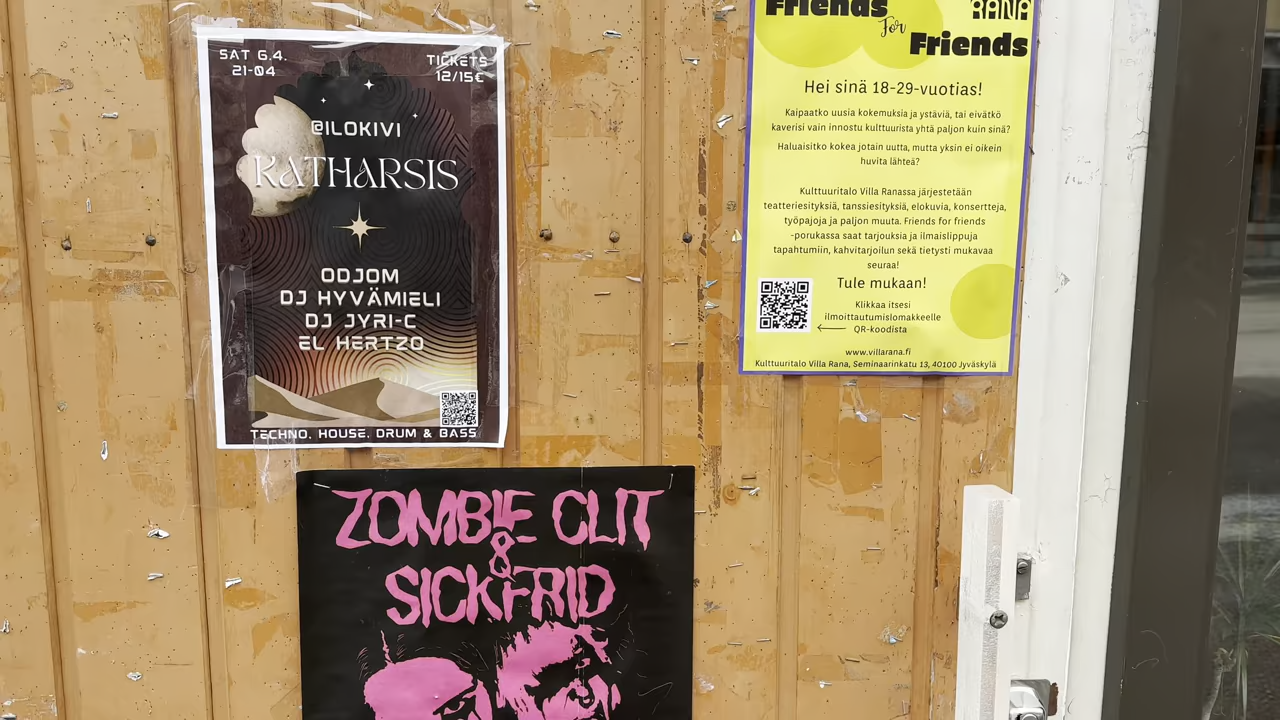 SAT 6.4.
21-04
TICKETS
12/15€
@ILOKIVI
KATHARSIS
ODJOM
DJ HYVÄMIELI
DJ JYRI-C
EL HERTZO
TECHNO, HOUSE, DRUM & BASS
Friends
For
Friends
RANA
Hei sinä 18-29-vuotias!
Kaipaatko uusia kokemuksia ja ystäviä, tai eivätkö
kaverisi vain innostu kulttuurista yhtä paljon kuin sinä?
Haluaisitko kokea jotain uutta, mutta yksin ei oikein
huvita lähteä?
Kulttuuritalo Villa Ranassa järjestetään
teatteriesityksiä, tanssiesityksiä, elokuvia, konsertteja,
työpajoja ja paljon muuta. Friends for friends
-porukassa saat tarjouksia ja ilmaislippuja
tapahtumiin, kahvitarjoilun sekä tietysti mukavaa
seuraa!
Tule mukaan!
Klikkaa itsesi
ilmoittautumislomakkeelle
QR-koodista
www.villarana.fi
Kulttuuritalo Villa Rana, Seminaarinkatu 13, 40100 Jyväskylä
ZOMBIE CLIT
&
SICKFRID